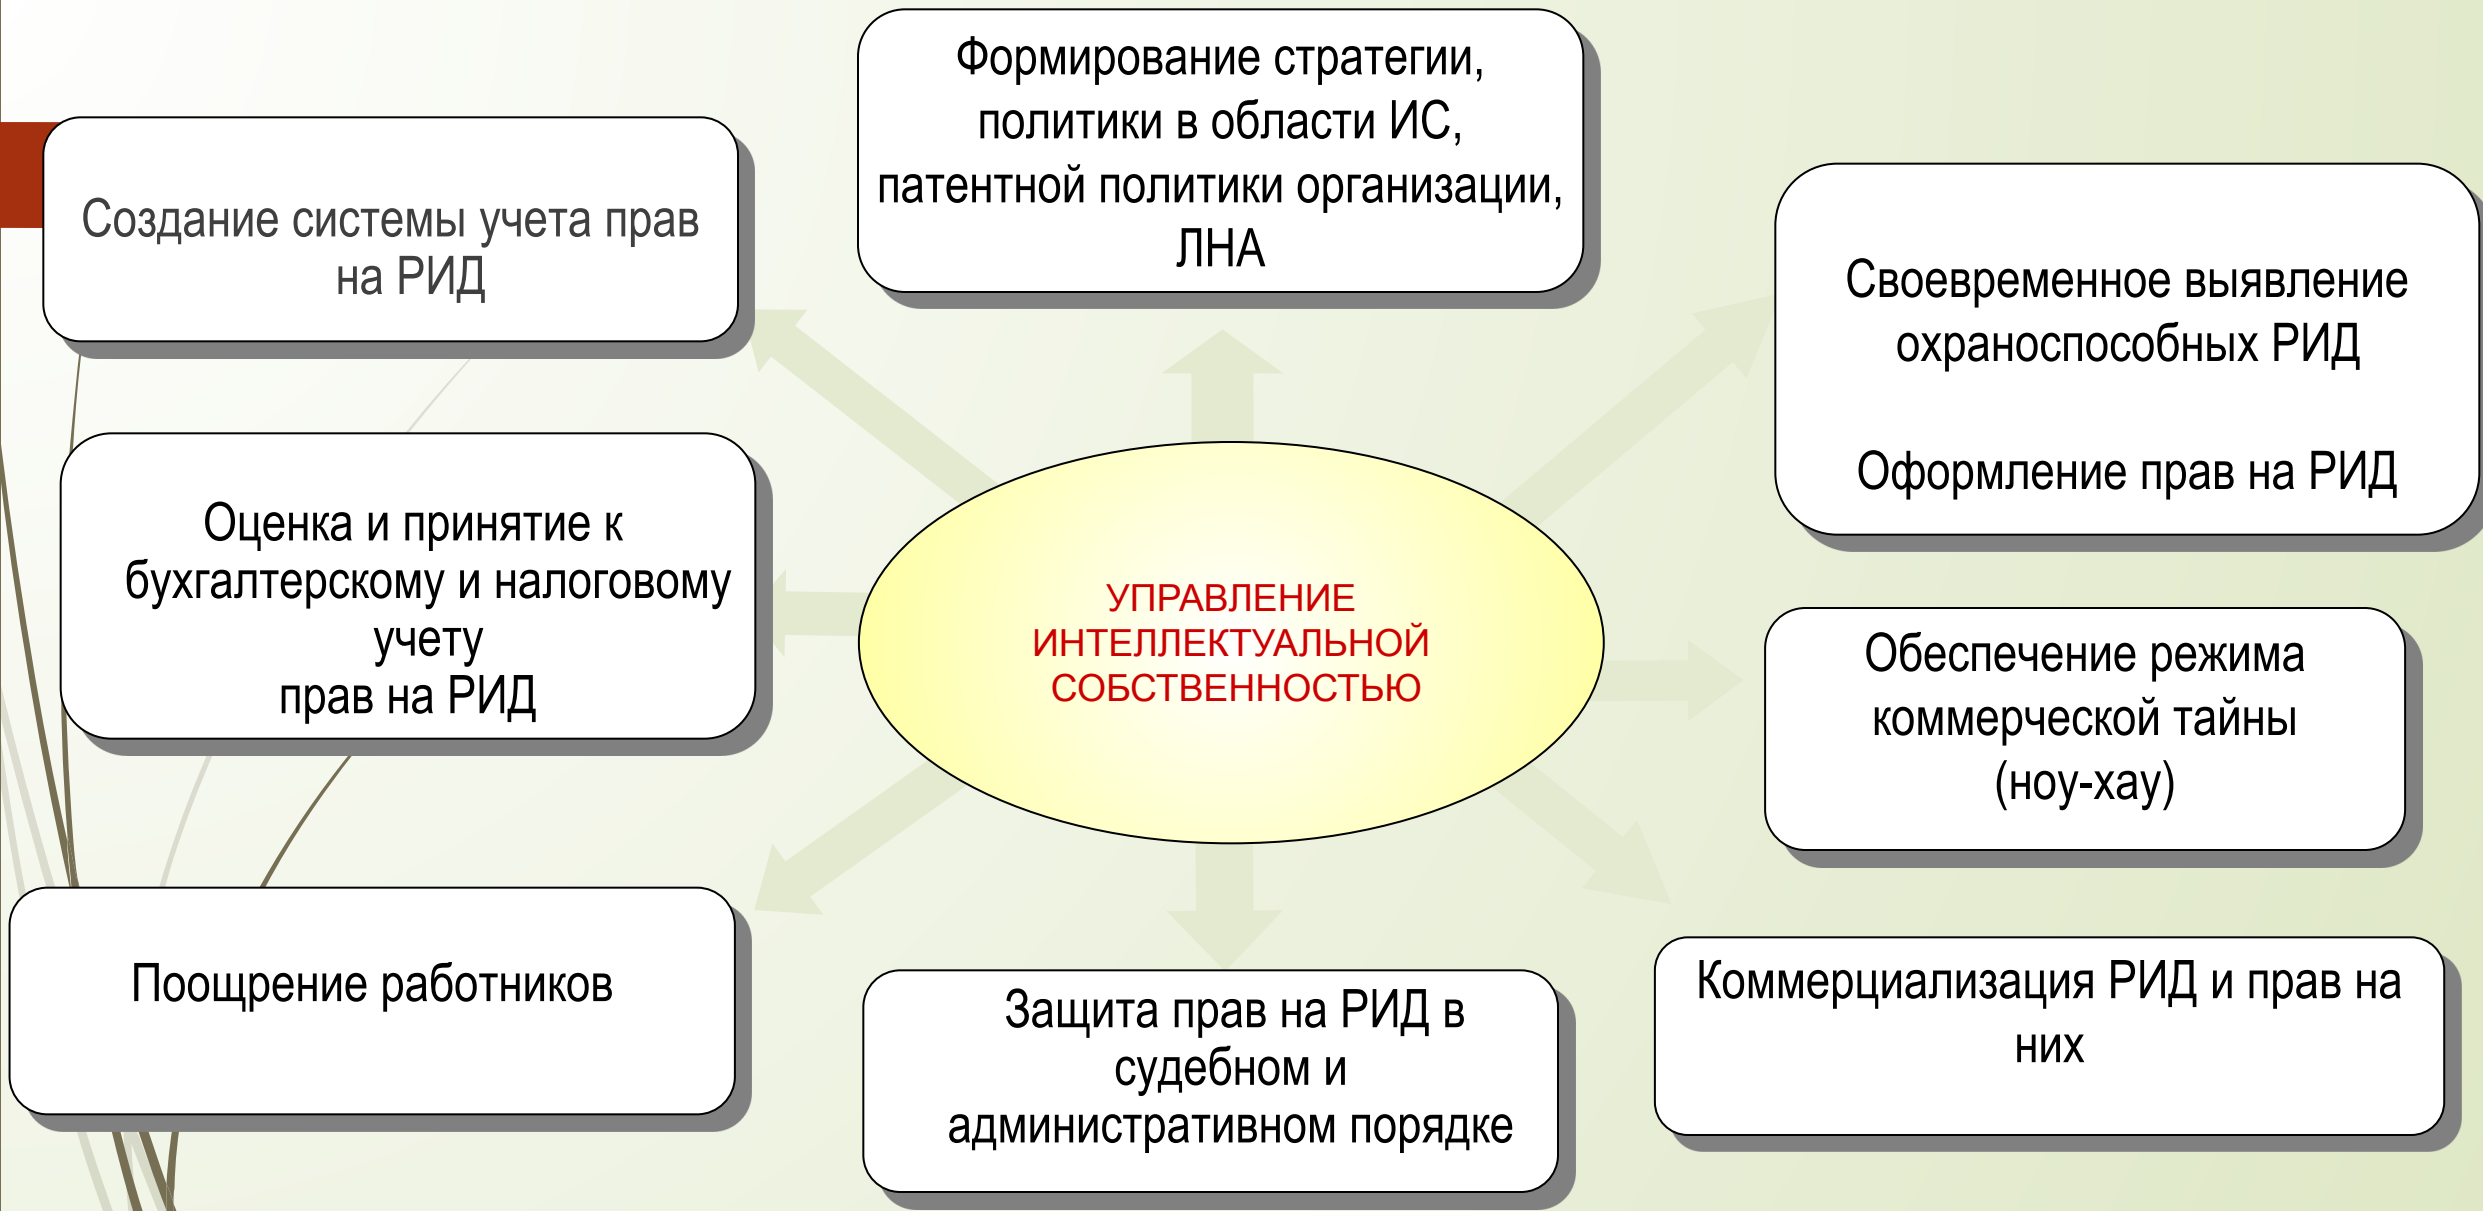 Формирование стратегии,
политики в области ИС,
патентной политики организации,
ЛНА
Создание системы учета прав
на РИД
Своевременное выявление
охраноспособных РИД
Оформление прав на РИД
Оценка и принятие к
бухгалтерскому и налоговому
учету
прав на РИД
УПРАВЛЕНИЕ
ИНТЕЛЛЕКТУАЛЬНОЙ
СОБСТВЕННОСТЬЮ
Обеспечение режима
коммерческой тайны
(ноу-хау)
Поощрение работников
Защита прав на РИД в
судебном и
административном порядке
Коммерциализация РИД и прав на
них